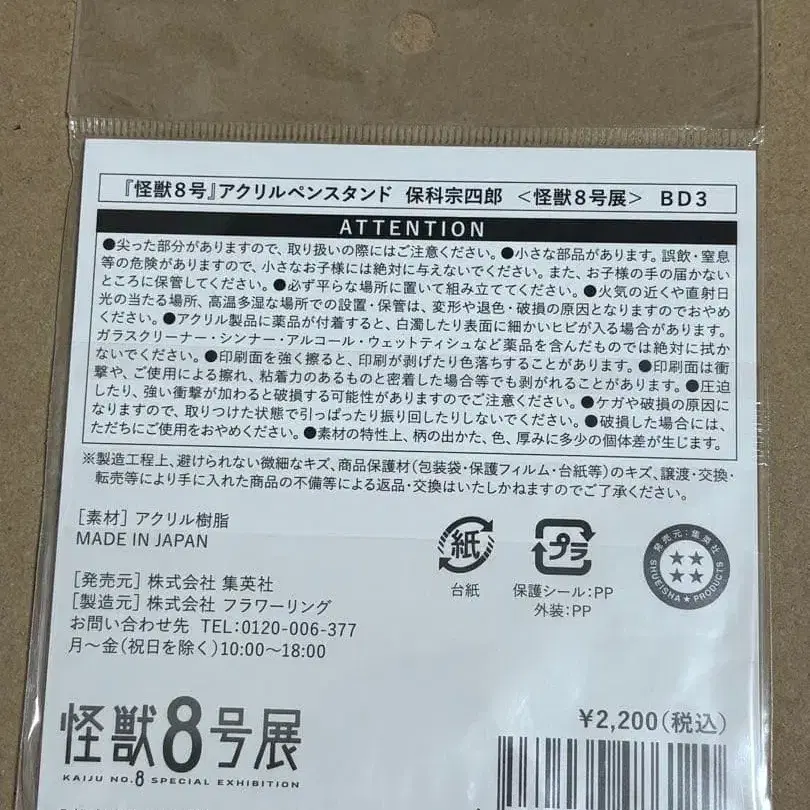 『怪獣8号』アクリルペンスタンド 保科宗四郎 <怪獣8号展> BD3
ATTENTION
●尖った部分がありますので、取り扱いの際にはご注意ください。●小さな部品があります。誤飲・窒息
等の危険がありますので、小さなお子様には絶対に与えないでください。また、お子様の手の届かない
ところに保管してください。●必ず平らな場所に置いて組み立ててください。●火気の近くや直射日
光の当たる場所、高温多湿な場所での設置・保管は、変形や退色・破損の原因となりますのでおやめ
ください。●アクリル製品に薬品が付着すると、白濁したり表面に細かいヒビが入る場合があります。
ガラスクリーナー・シンナー・アルコール・ウェットティシュなど薬品を含んだものでは絶対に拭か
ないでください。●印刷面を強く擦ると、印刷が剥げたり色落ちすることがあります。●印刷面は衝
撃や、ご使用による擦れ、粘着力のあるものと密着した場合等でも剥がれることがあります。●圧迫
したり、強い衝撃が加わると破損する可能性がありますのでご注意ください。●ケガや破損の原因に
なりますので、取りつけた状態で引っぱったり振り回したりしないでください。●破損した場合には、
ただちにご使用をおやめください。●素材の特性上、柄の出かた、色、厚みに多少の個体差が生じます。
※製造工程上、避けられない微細なキズ、商品保護材(包装袋・保護フィルム・台紙等)のキズ、譲渡・交換・
転売等により手に入れた商品の不備等による返品・交換はいたしかねますのでご了承ください。
[素材] アクリル樹脂
MADE IN JAPAN
紙
台紙
プラ
保護シール:PP
外装:PP
発売元:集英社
SHUEISHA★PRODUCTS
[発売元] 株式会社 集英社
[製造元] 株式会社 フラワーリング
お問い合わせ先 TEL:0120-006-377
月〜金(祝日を除く)10:00〜18:00
怪獣8号展
KAIJU NO.8 SPECIAL EXHIBITION
¥2,200(税込)